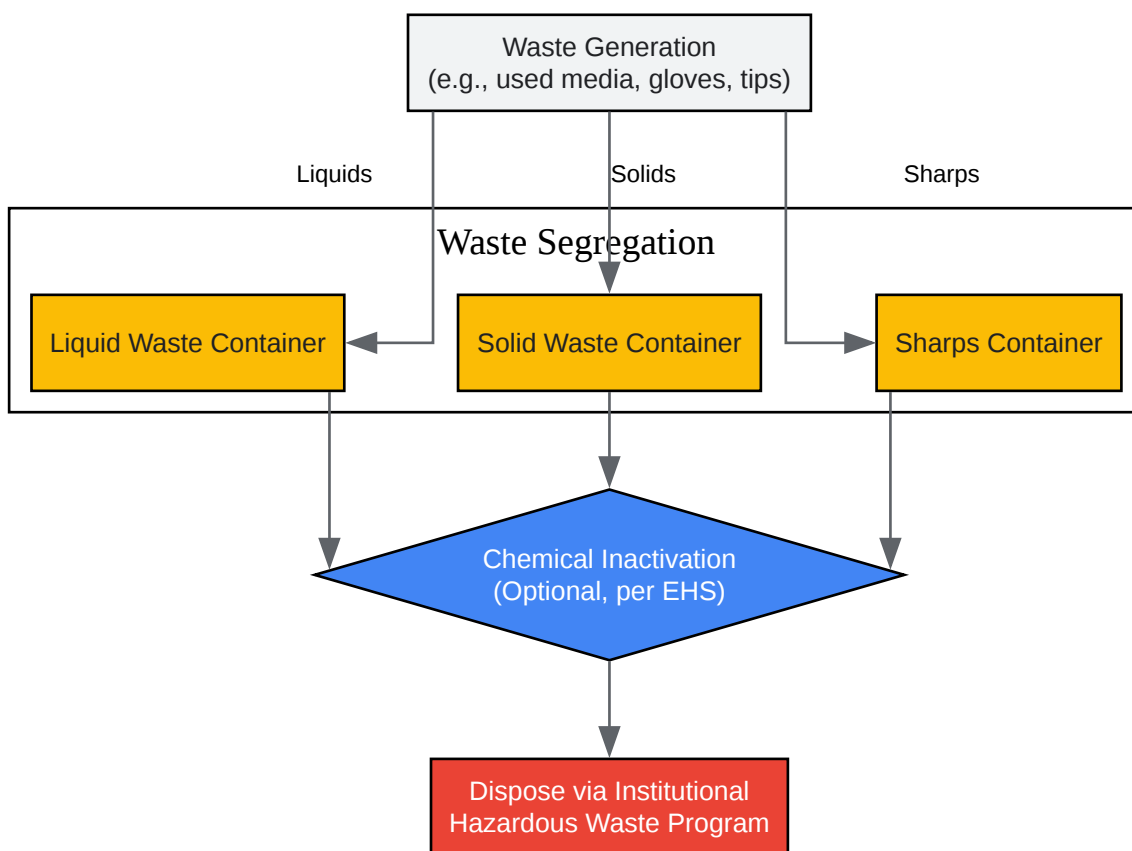 Waste Generation
(e.g., used media, gloves, tips)
Liquids
Solids
Sharps
Waste Segregation
Liquid Waste Container
Solid Waste Container
Sharps Container
Chemical Inactivation
(Optional, per EHS)
Dispose via Institutional
Hazardous Waste Program